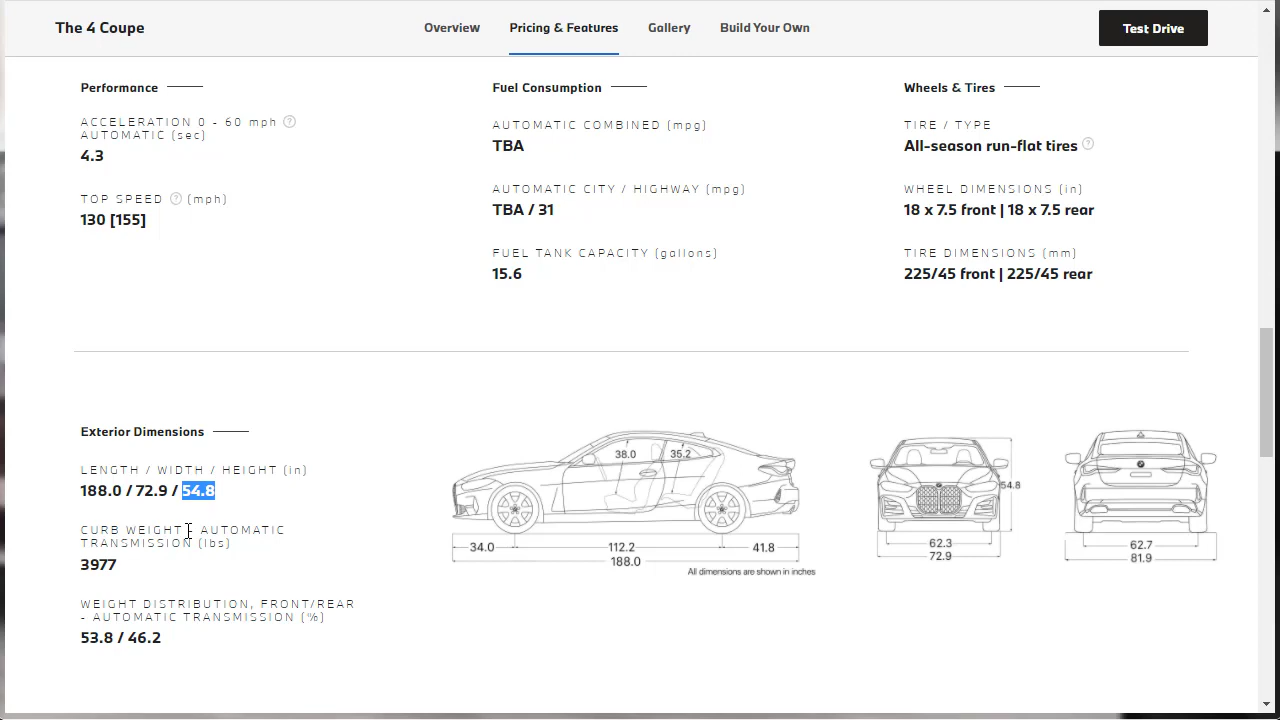 The 4 Coupe
Overview
Pricing & Features
Gallery
Build Your Own
Test Drive
Performance
ACCELERATION 0 - 60 mph
AUTOMATIC (sec)
4.3
TOP SPEED (mph)
130 [155]
Fuel Consumption
AUTOMATIC COMBINED (mpg)
TBA
AUTOMATIC CITY / HIGHWAY (mpg)
TBA / 31
FUEL TANK CAPACITY (gallons)
15.6
Wheels & Tires
TIRE / TYPE
All-season run-flat tires
WHEEL DIMENSIONS (in)
18 x 7.5 front | 18 x 7.5 rear
TIRE DIMENSIONS (mm)
225/45 front | 225/45 rear
Exterior Dimensions
LENGTH / WIDTH / HEIGHT (in)
188.0 / 72.9 / 54.8
CURB WEIGHT - AUTOMATIC
TRANSMISSION (lbs)
3977
WEIGHT DISTRIBUTION, FRONT/REAR
- AUTOMATIC TRANSMISSION (%)
53.8 / 46.2
38.0
35.2
34.0
112.2
41.8
188.0
All dimensions are shown in inches
54.8
62.3
72.9
62.7
81.9